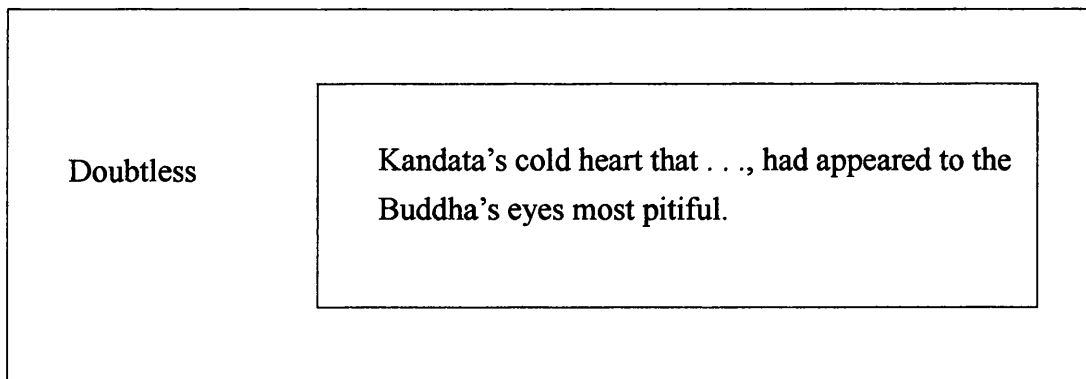 Doubtless
Kandata's cold heart that . . ., had appeared to the
Buddha's eyes most pitiful.